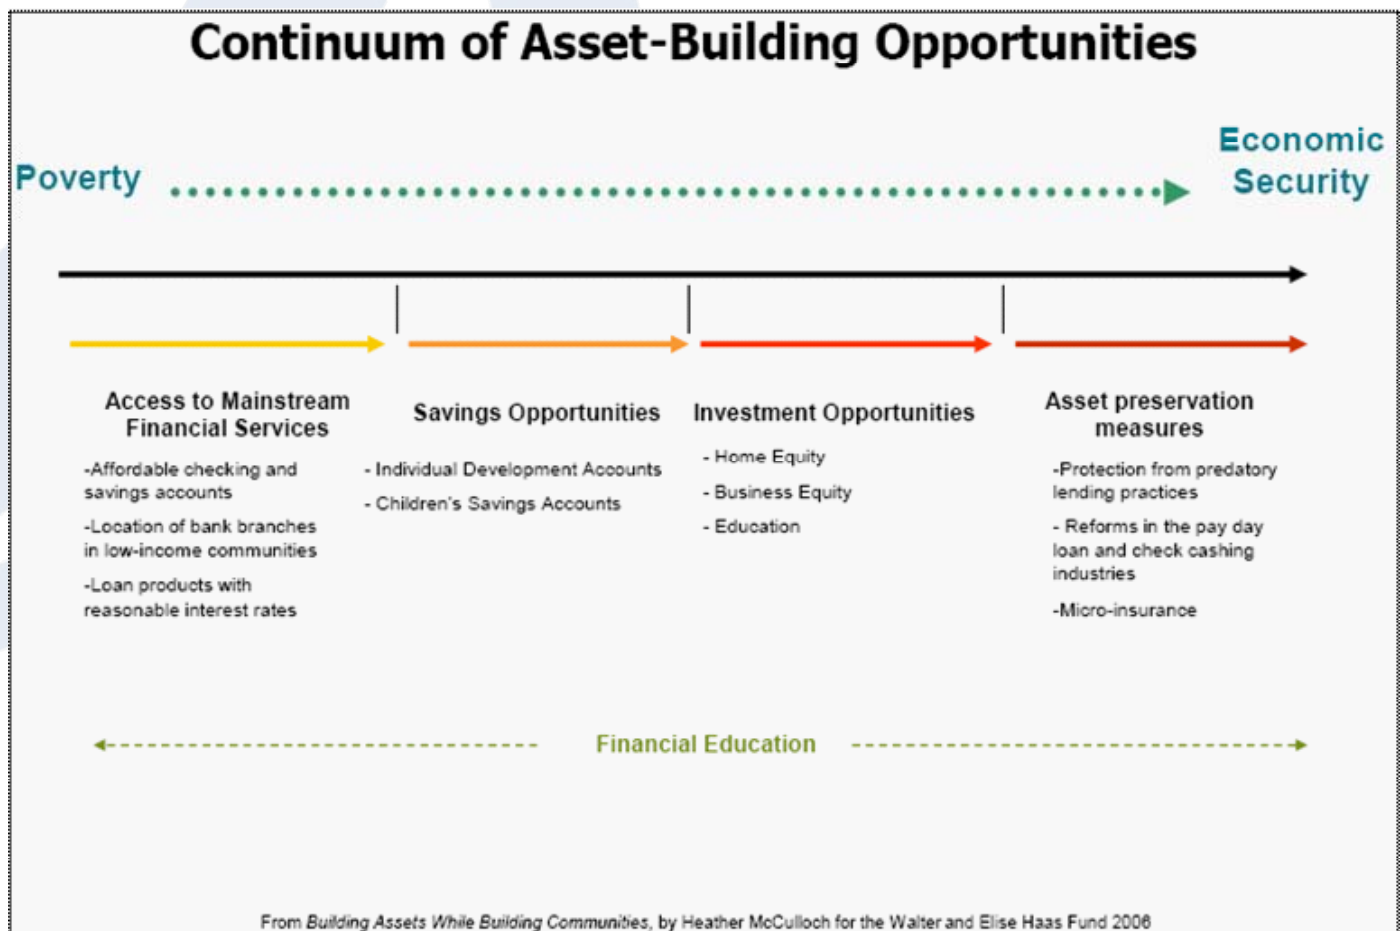 Continuum of Asset-Building Opportunities
Poverty
Economic
Security
Access to Mainstream
Financial Services
-Affordable checking and
savings accounts
-Location of bank branches
in low-income communities
-Loan products with
reasonable interest rates
Savings Opportunities
- Individual Development Accounts
- Children's Savings Accounts
Investment Opportunities
- Home Equity
- Business Equity
- Education
Asset preservation
measures
-Protection from predatory
lending practices
- Reforms in the pay day
loan and check cashing
industries
-Micro-insurance
Financial Education
From Building Assets While Building Communities, by Heather McCulloch for the Walter and Elise Haas Fund 2006